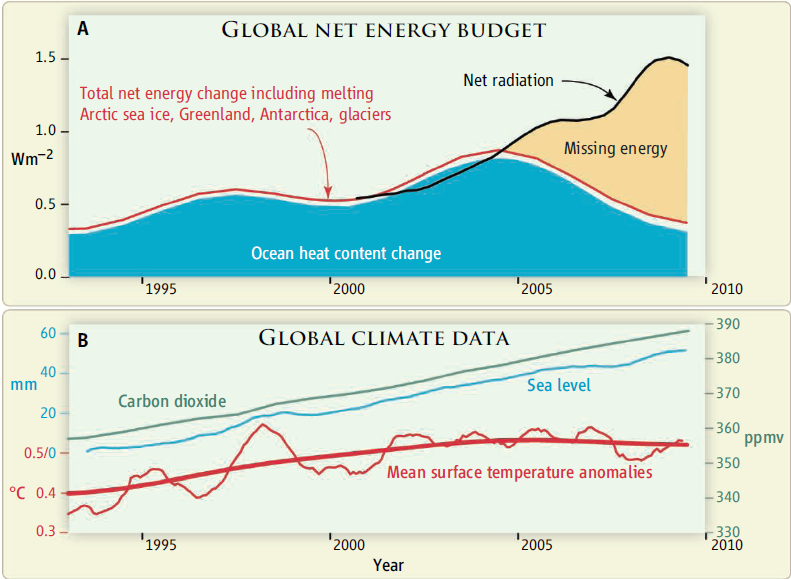 A
GLOBAL NET ENERGY BUDGET
1.5
Net radiation
Total net energy change including melting
Arctic sea ice, Greenland, Antarctica, glaciers
1.0
Wm–2
Missing energy
0.5
Ocean heat content change
0.0
1995
2000
2005
2010
B
GLOBAL CLIMATE DATA
60
390
380
mm
40
Carbon dioxide
Sea level
370
20
360
ppmv
0.5/0
Mean surface temperature anomalies
350
°C
0.4
340
0.3
330
1995
2000
2005
2010
Year